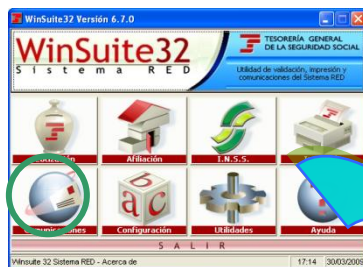 WinSuite32 Versión 6.7.0
WinSuite32
Sistema RED
TESORERÍA GENERAL
DE LA SEGURIDAD SOCIAL
Utilidad de validación, impresión y
comunicaciones del Sistema RED
Afiliación
I.N.S.S.
Comunicaciones
Configuración
Utilidades
Ayuda
SALIR
Winsuite 32 Sistema RED - Acerca de
17:14
30/03/2009